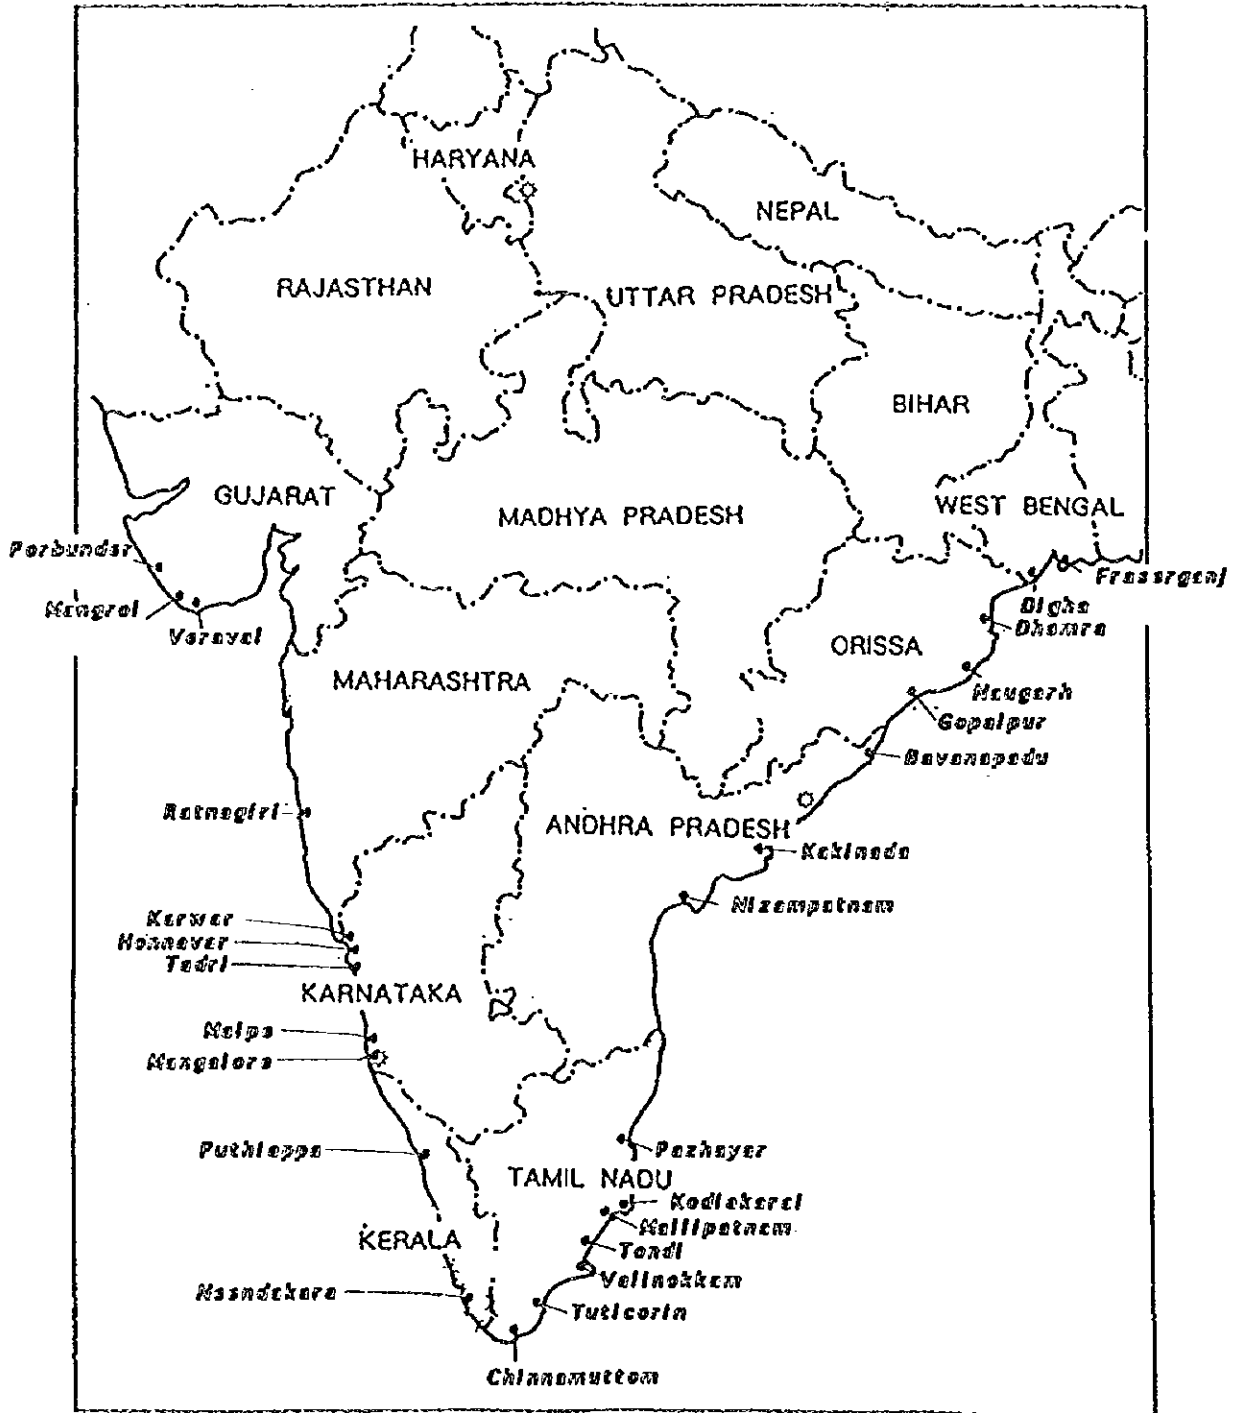 HARYANA
NEPAL
RAJASTHAN
UTTAR PRADESH
BIHAR
GUJARAT
MADHYA PRADESH
WEST BENGAL
Porbundar
Frasergenj
Mangrol
Digha
Veraval
Dhamra
ORISSA
MAHARASHTRA
Naugarh
Gopalpur
Bavanapadu
Ratnagiri
ANDHRA PRADESH
Kakinada
Nizampatnam
Karwar
Honnavar
Tadri
KARNATAKA
Malpe
Mangalore
Puthiappa
Pazhayar
TAMIL NADU
Kodiakarai
Mallipatnam
KERALA
Tondi
Valinokkam
Neendakara
Tuticorin
Chinnamuttom